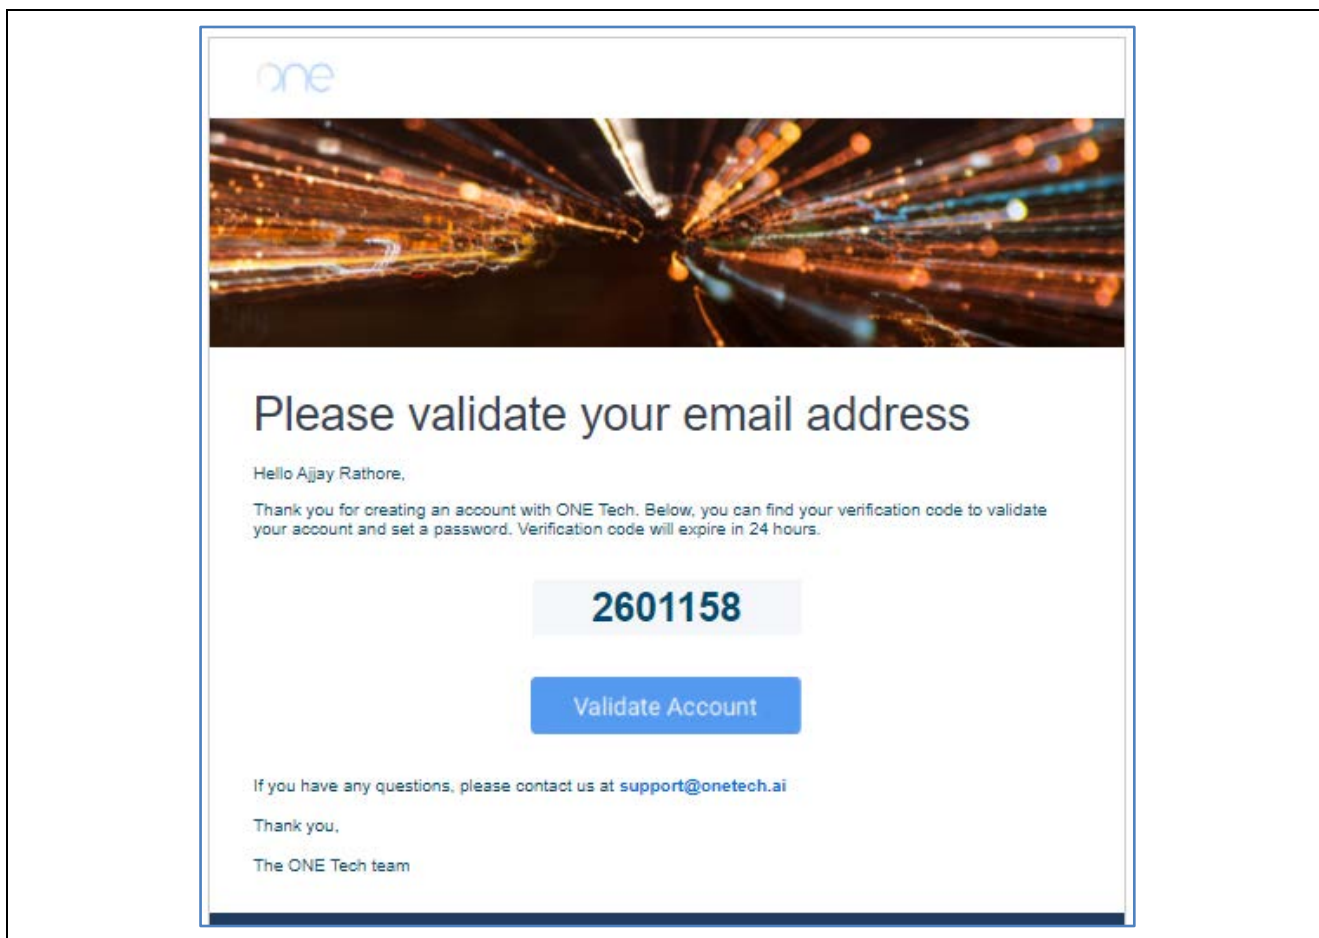 one
Please validate your email address
Hello Ajjay Rathore,
Thank you for creating an account with ONE Tech. Below, you can find your verification code to validate
your account and set a password. Verification code will expire in 24 hours.
2601158
Validate Account
If you have any questions, please contact us at support@onetech.ai
Thank you,
The ONE Tech team